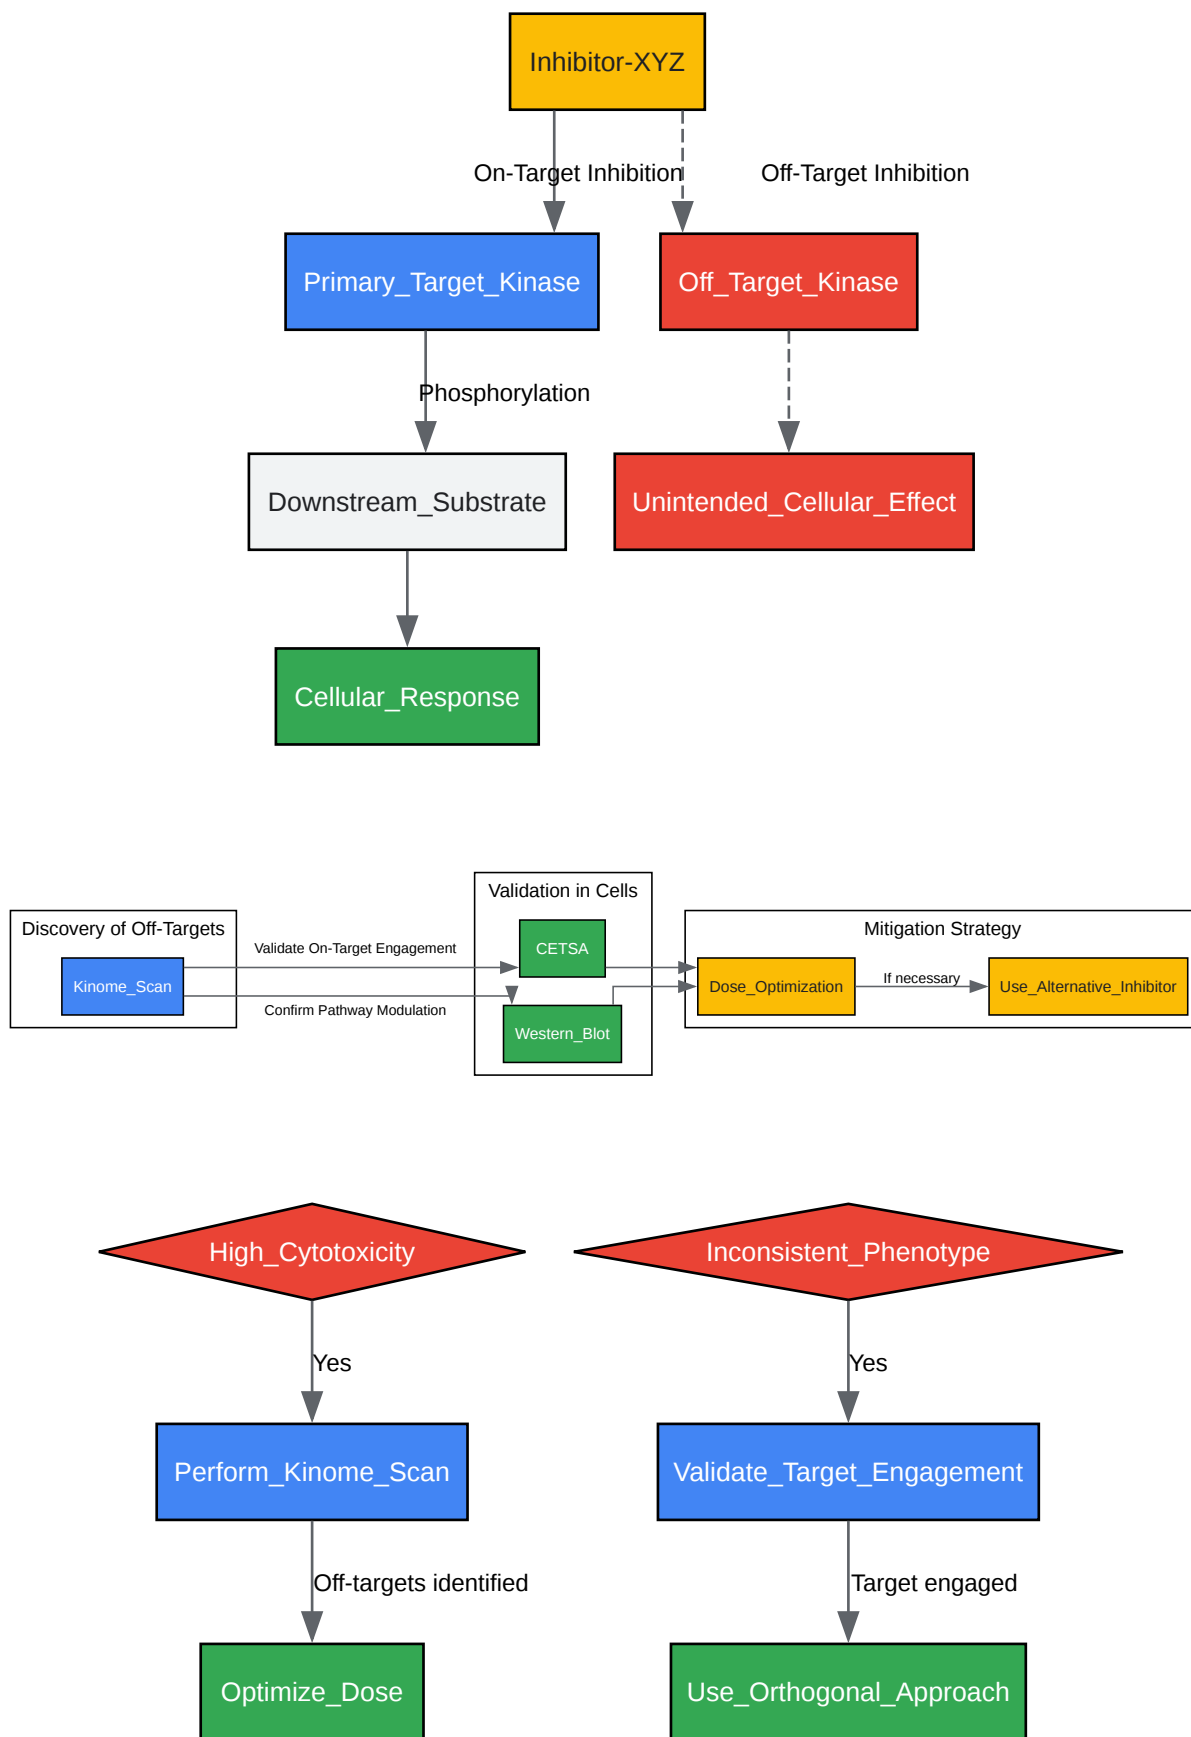 Inhibitor-XYZ
On-Target Inhibition
Off-Target Inhibition
Primary_Target_Kinase
Off_Target_Kinase
Phosphorylation
Downstream_Substrate
Unintended_Cellular_Effect
Cellular_Response
Discovery of Off-Targets
Kinome_Scan
Validate On-Target Engagement
Confirm Pathway Modulation
Validation in Cells
CETSA
Western_Blot
Mitigation Strategy
Dose_Optimization
If necessary
Use_Alternative_Inhibitor
High_Cytotoxicity
Inconsistent_Phenotype
Yes
Yes
Perform_Kinome_Scan
Validate_Target_Engagement
Off-targets identified
Target engaged
Optimize_Dose
Use_Orthogonal_Approach